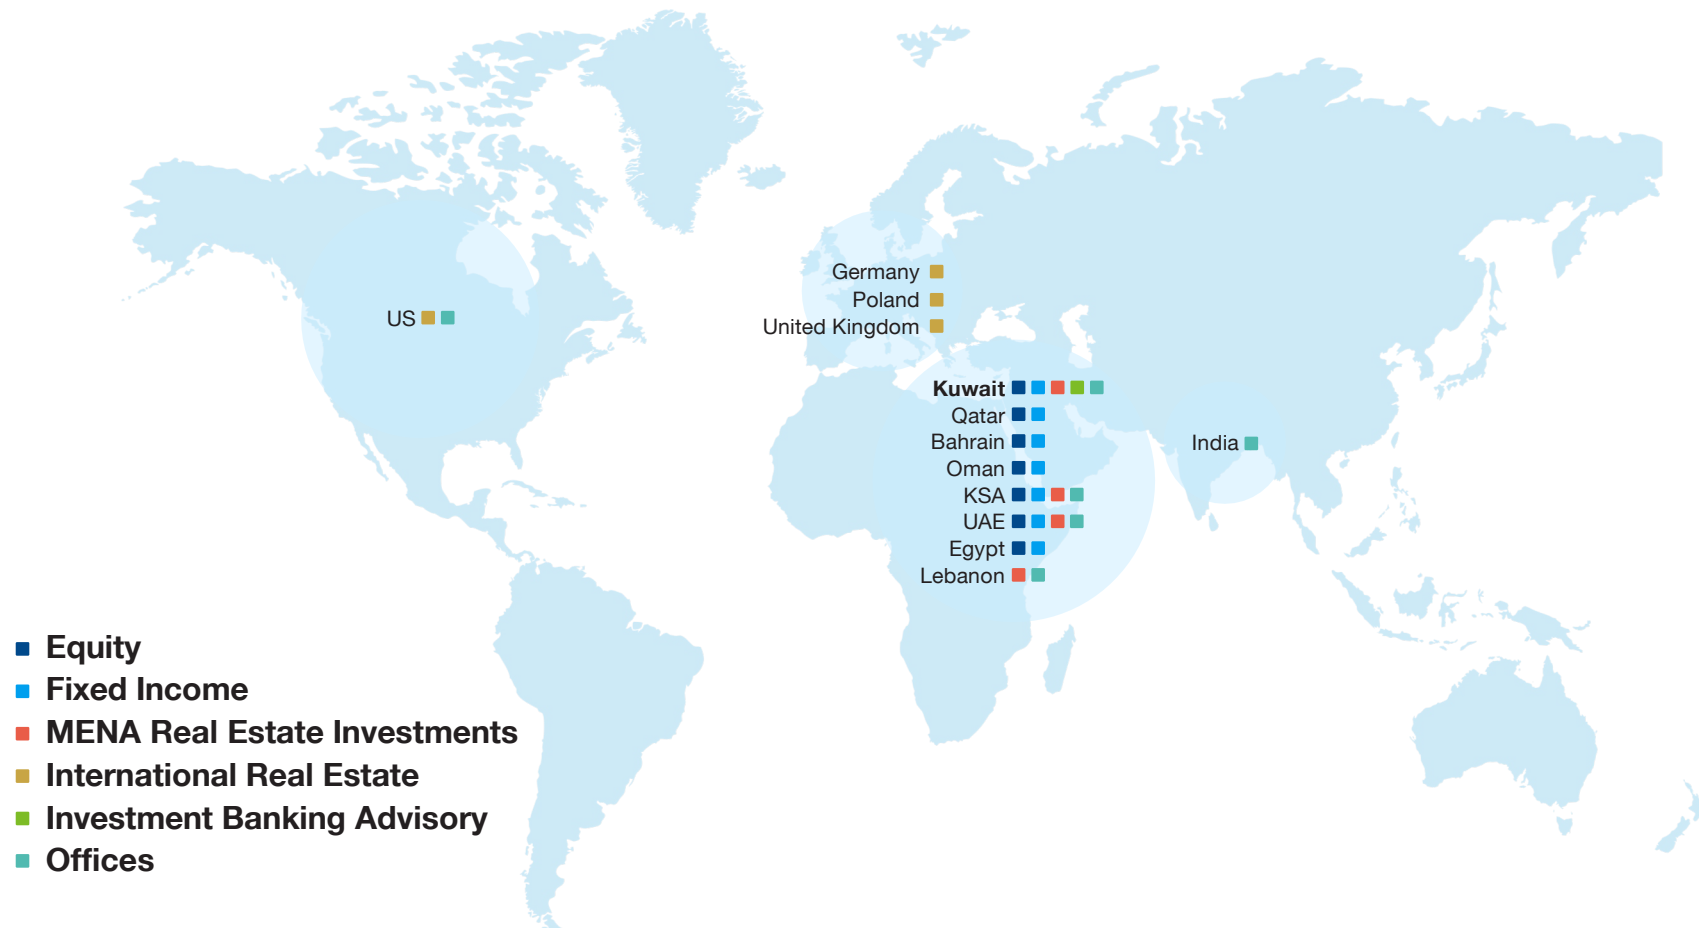 US
Germany
Poland
United Kingdom
Kuwait
Qatar
Bahrain
Oman
KSA
UAE
Egypt
Lebanon
India
Equity
Fixed Income
MENA Real Estate Investments
International Real Estate
Investment Banking Advisory
Offices